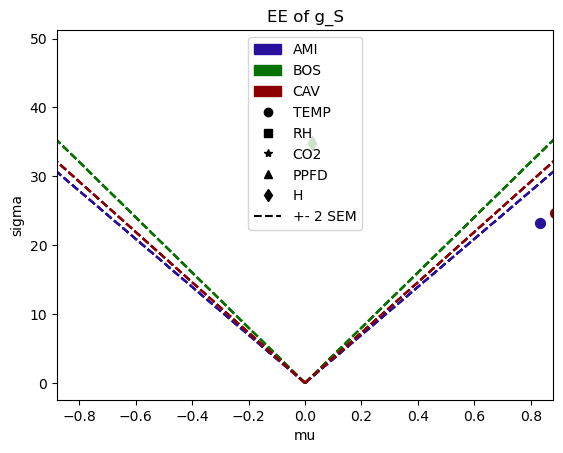 EE of g_S
50
40
30
20
10
0
sigma
AMI
BOS
CAV
TEMP
RH
CO2
PPFD
H
+- 2 SEM
−0.8 −0.6 −0.4 −0.2 0.0 0.2 0.4 0.6 0.8
mu